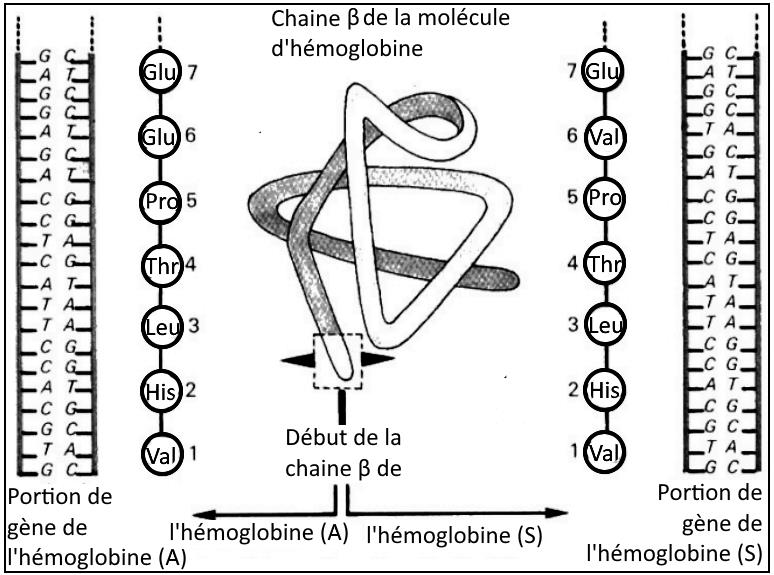 Chaine β de la molécule
d'hémoglobine
G C
A T
G C
G C
A T
G C
A T
C G
C G
T A
C G
A T
T A
T A
C G
C G
A T
C G
G C
T A
G C
Glu 7
Glu 6
Pro 5
Thr 4
Leu 3
His 2
Val 1
7 Glu
6 Val
5 Pro
4 Thr
3 Leu
2 His
1 Val
G C
A T
G C
G C
T A
G C
A T
C G
C G
T A
C G
A T
T A
T A
C G
C G
A T
C G
G C
T A
G C
Début de la
chaine β de
l'hémoglobine (A)
l'hémoglobine (S)
Portion de
gène de
l'hémoglobine (A)
Portion de
gène de
l'hémoglobine (S)